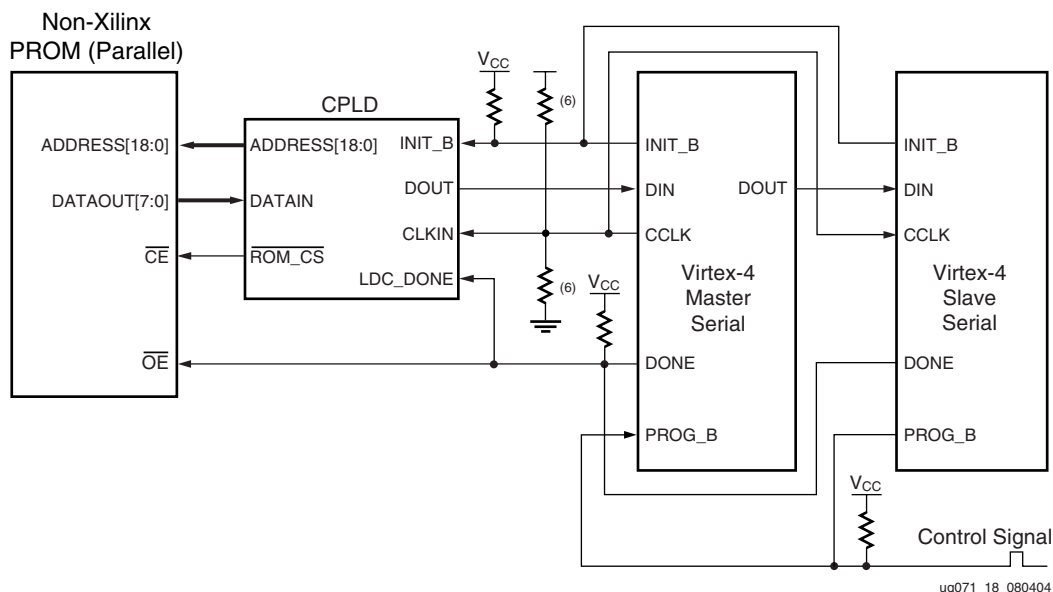 Non-Xilinx
PROM (Parallel)
ADDRESS[18:0]
DATAOUT[7:0]
CE
OE
CPLD
ADDRESS[18:0]
DATAIN
ROM_CS
INIT_B
DOUT
CLKIN
LDC_DONE
VCC
(6)
(6)
VCC
INIT_B
DIN
DOUT
CCLK
Virtex-4
Master
Serial
DONE
PROG_B
INIT_B
DIN
CCLK
Virtex-4
Slave
Serial
DONE
PROG_B
VCC
Control Signal
ug071_18_080404